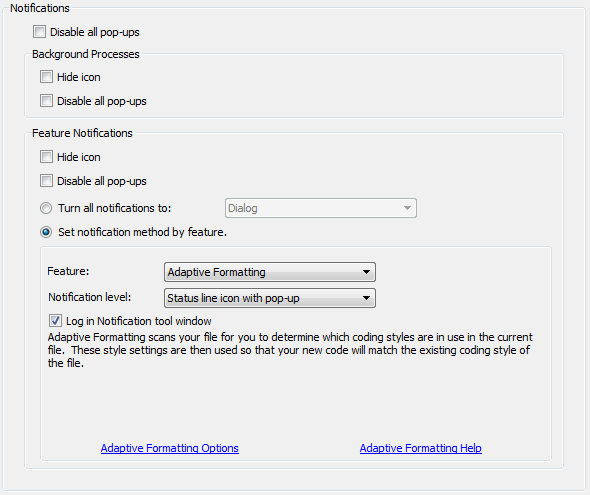 Notifications
Disable all pop-ups
Background Processes
Hide icon
Disable all pop-ups
Feature Notifications
Hide icon
Disable all pop-ups
Turn all notifications to: Dialog
Set notification method by feature.
Feature: Adaptive Formatting
Notification level: Status line icon with pop-up
Log in Notification tool window
Adaptive Formatting scans your file for you to determine which coding styles are in use in the current
file. These style settings are then used so that your new code will match the existing coding style of
the file.
Adaptive Formatting Options Adaptive Formatting Help